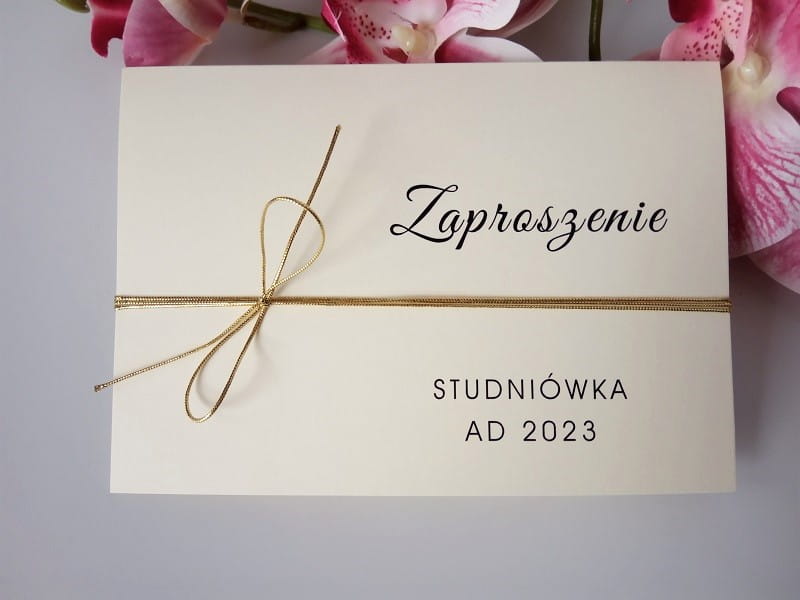 Zaproszenie
STUDNIÓWKA
AD 2023